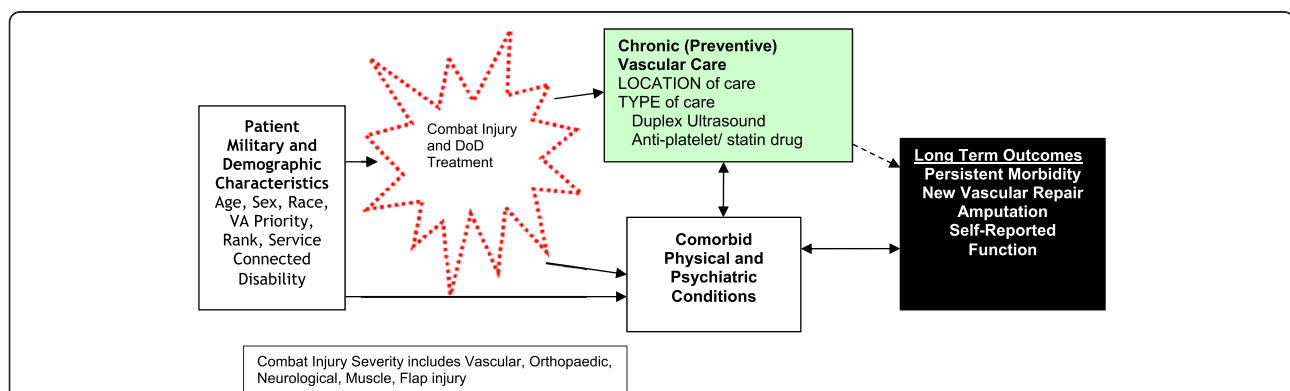 Patient
Military and
Demographic
Characteristics
Age, Sex, Race,
VA Priority,
Rank, Service
Connected
Disability
Combat Injury
and DoD
Treatment
Chronic (Preventive)
Vascular Care
LOCATION of care
TYPE of care
Duplex Ultrasound
Anti-platelet/ statin drug
Comorbid
Physical and
Psychiatric
Conditions
Long Term Outcomes
Persistent Morbidity
New Vascular Repair
Amputation
Self-Reported
Function
Combat Injury Severity includes Vascular, Orthopaedic,
Neurological, Muscle, Flap injury